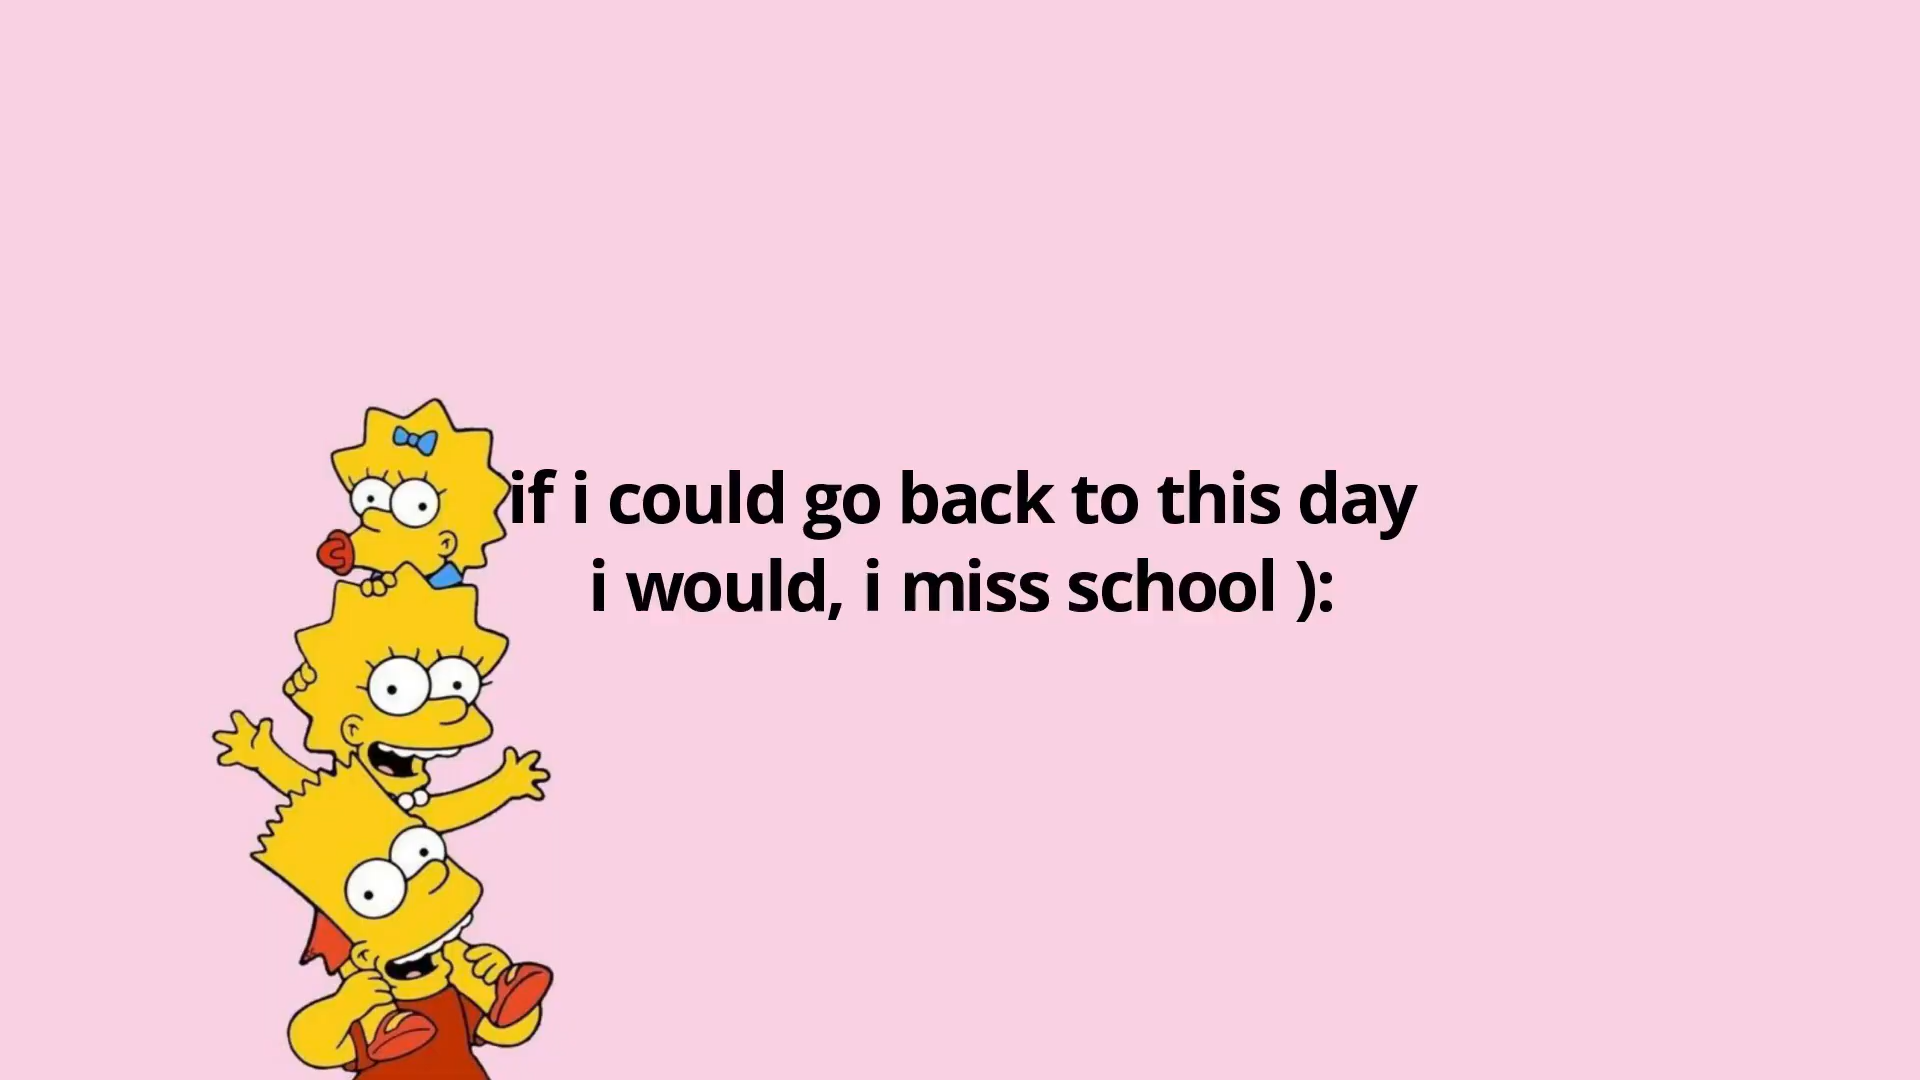 if i could go back to this day
i would, i miss school ):